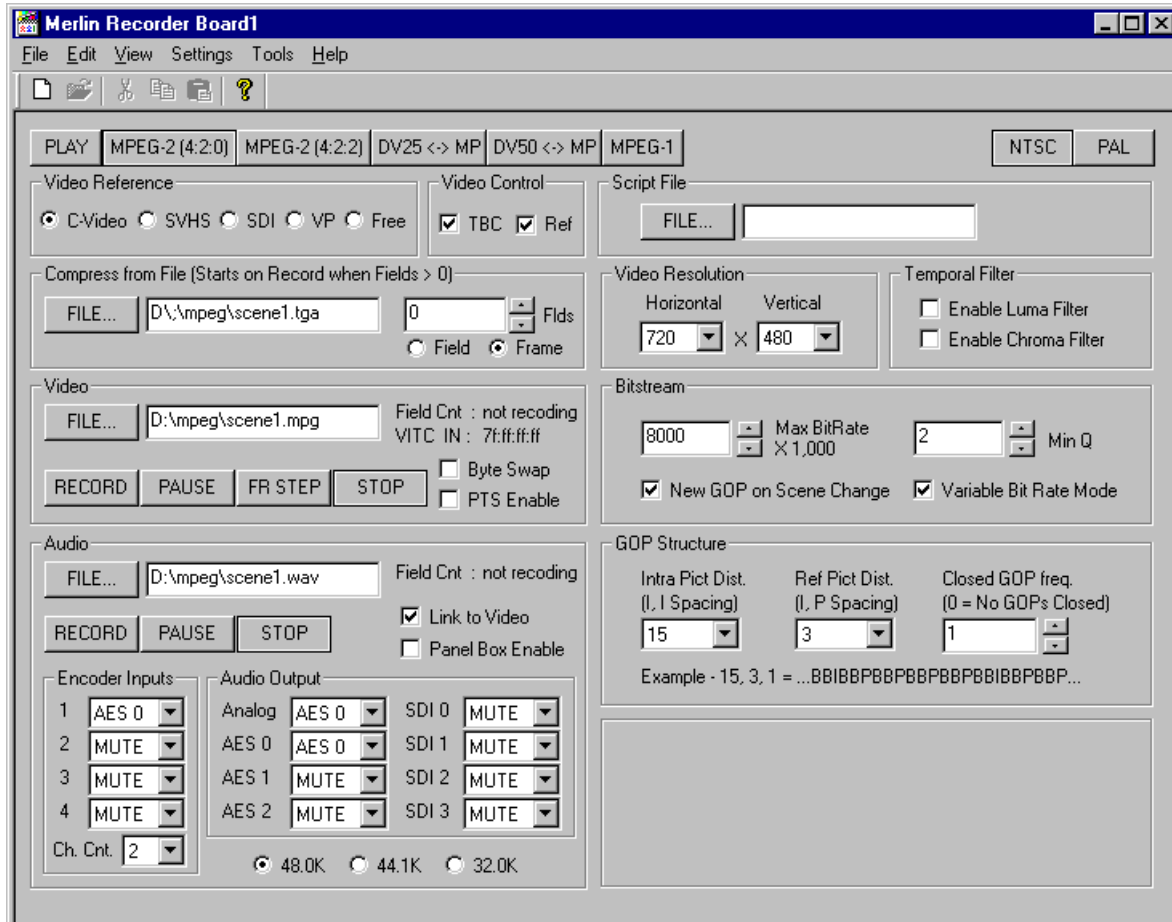 Merlin Recorder Board1
File Edit View Settings Tools Help
PLAY MPEG-2 (4:2:0) MPEG-2 (4:2:2) DV25 <-> MP DV50 <-> MP MPEG-1 NTSC PAL
Video Reference
C-Video SVHS SDI VP Free
Video Control
TBC Ref
Script File
FILE...
Compress from File (Starts on Record when Fields > 0)
FILE... D\;\mpeg\scene1.tga 0 Flds
Field Frame
Video Resolution
Horizontal Vertical
720 X 480
Temporal Filter
Enable Luma Filter
Enable Chroma Filter
Video
FILE... D:\mpeg\scene1.mpg
Field Cnt : not recoding
VITC IN : 7f:ff:ff:ff
Byte Swap
PTS Enable
RECORD PAUSE FR STEP STOP
Bitstream
8000 Max BitRate X 1,000
2 Min Q
New GOP on Scene Change Variable Bit Rate Mode
Audio
FILE... D:\mpeg\scene1.wav
Field Cnt : not recoding
Link to Video
Panel Box Enable
RECORD PAUSE STOP
Encoder Inputs
1 AES 0
2 MUTE
3 MUTE
4 MUTE
Ch. Cnt. 2
Audio Output
Analog AES 0 SDI 0 MUTE
AES 0 AES 0 SDI 1 MUTE
AES 1 MUTE SDI 2 MUTE
AES 2 MUTE SDI 3 MUTE
48.0K 44.1K 32.0K
GOP Structure
Intra Pict Dist. Ref Pict Dist. Closed GOP freq.
(I, I Spacing) (I, P Spacing) (0 = No GOPs Closed)
15 3 1
Example - 15, 3, 1 = ...BBIBBPBBPBBPBBPBBIBBPBBP...